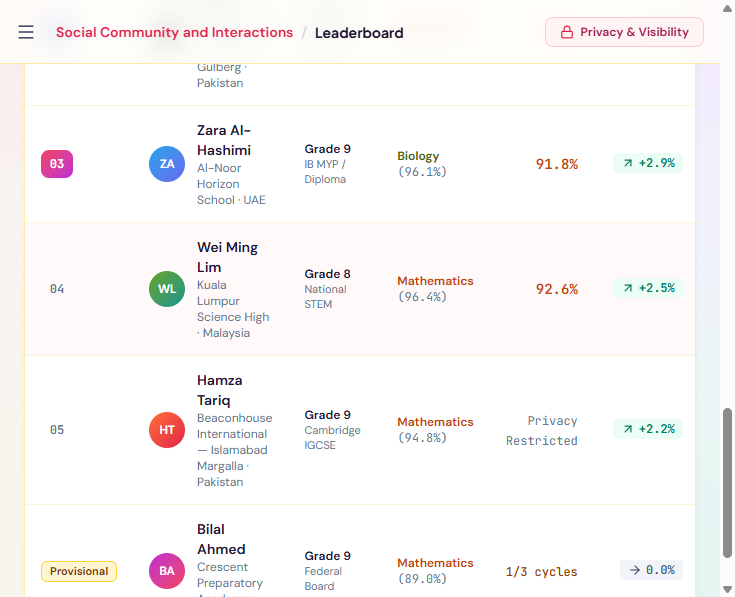 Social Community and Interactions / Leaderboard
Privacy & Visibility
Gulberg ·
Pakistan
03
ZA
Zara Al-
Hashimi
Al-Noor
Horizon
School · UAE
Grade 9
IB MYP /
Diploma
Biology
(96.1%)
91.8%
↗ +2.9%
04
WL
Wei Ming
Lim
Kuala
Lumpur
Science High
· Malaysia
Grade 8
National
STEM
Mathematics
(96.4%)
92.6%
↗ +2.5%
05
HT
Hamza
Tariq
Beaconhouse
International
— Islamabad
Margalla ·
Pakistan
Grade 9
Cambridge
IGCSE
Mathematics
(94.8%)
Privacy
Restricted
↗ +2.2%
Provisional
BA
Bilal
Ahmed
Crescent
Preparatory
Grade 9
Federal
Board
Mathematics
(89.0%)
1/3 cycles
→ 0.0%